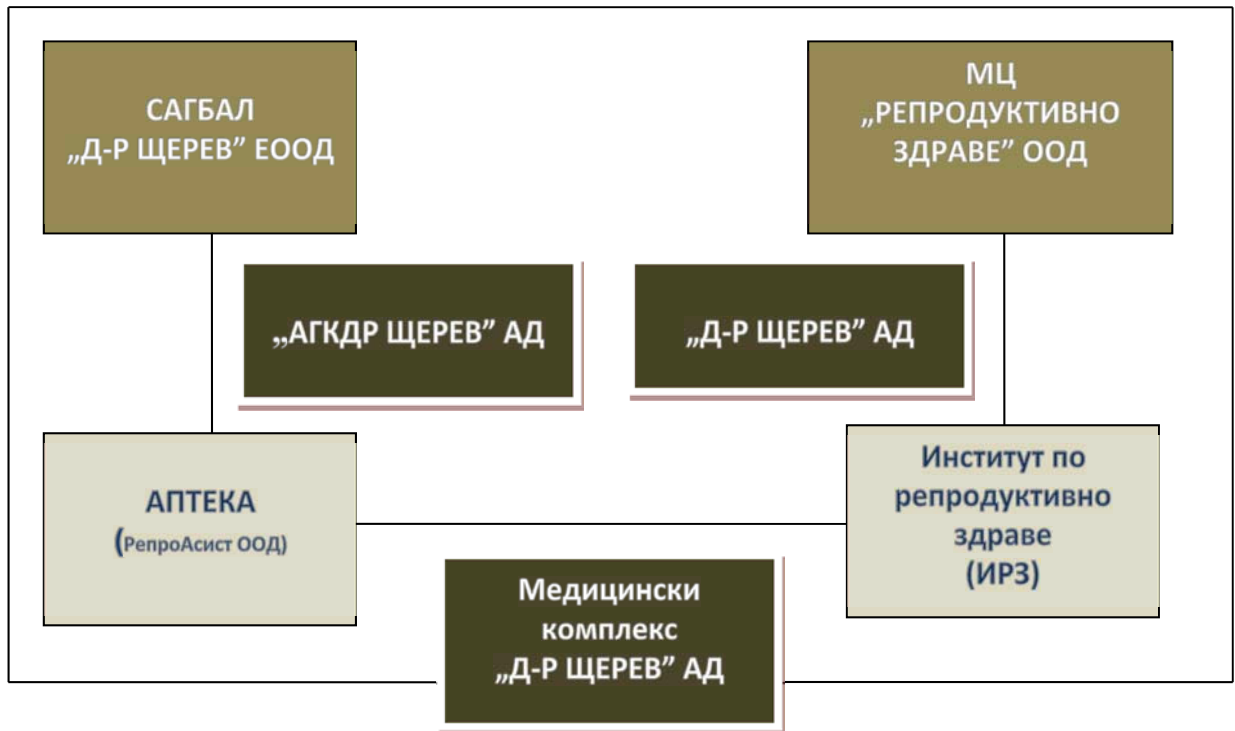 САГБАЛ
„Д-Р ЩЕРЕВ” ЕООД
МЦ
„РЕПРОДУКТИВНО
ЗДРАВЕ” ООД
„АГКДР ЩЕРЕВ” АД
„Д-Р ЩЕРЕВ” АД
АПТЕКА
(РепроАсист ООД)
Институт по
репродуктивно
здраве
(ИРЗ)
Медицински
комплекс
„Д-Р ЩЕРЕВ” АД